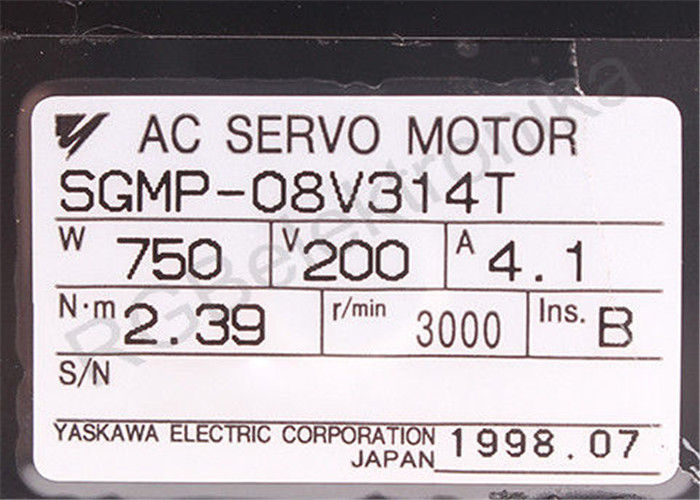 AC SERVO MOTOR
SGMP-08V314T
W 750 V 200 A 4.1
N·m 2.39 r/min 3000 Ins. B
S/N
YASKAWA ELECTRIC CORPORATION 1998.07
JAPAN
RGBelektronika